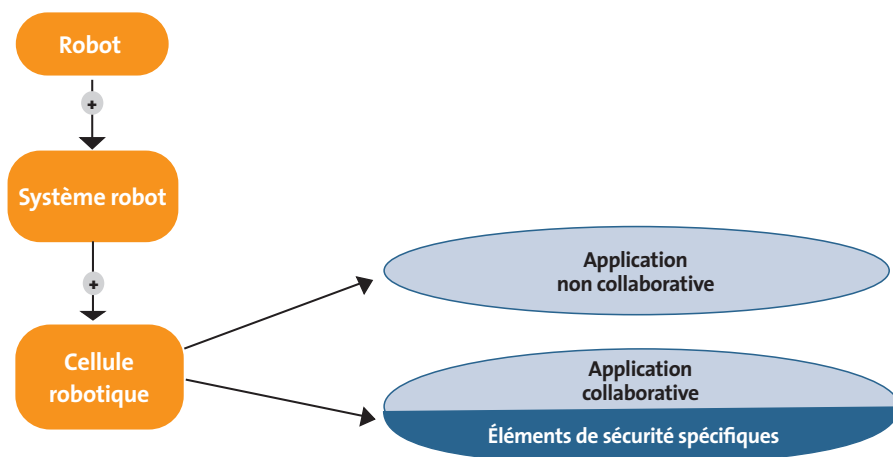 Robot
+
Système robot
+
Cellule
robotique
Application
non collaborative
Application
collaborative
Éléments de sécurité spécifiques